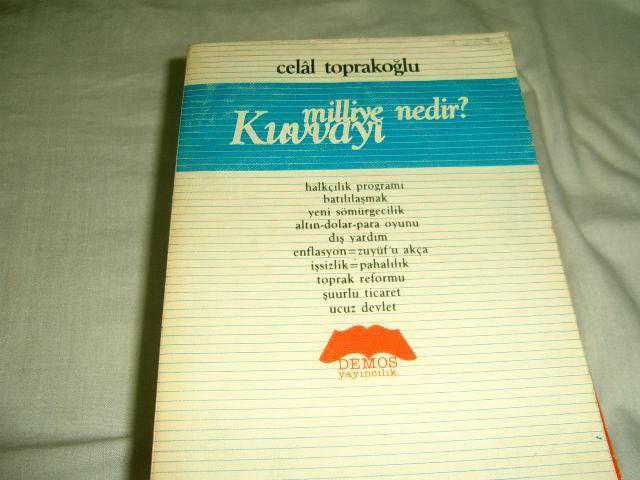 celâl toprakoğlu
Kuvvayi milliye nedir?
halkçılık programı
batılılaşmak
yeni sömürgecilik
altın-dolar-para oyunu
dış yardım
enflasyon=zuyüf'u akça
işsizlik=pahalılık
toprak reformu
şuurlu ticaret
ucuz devlet
DEMOS
yayıncılık